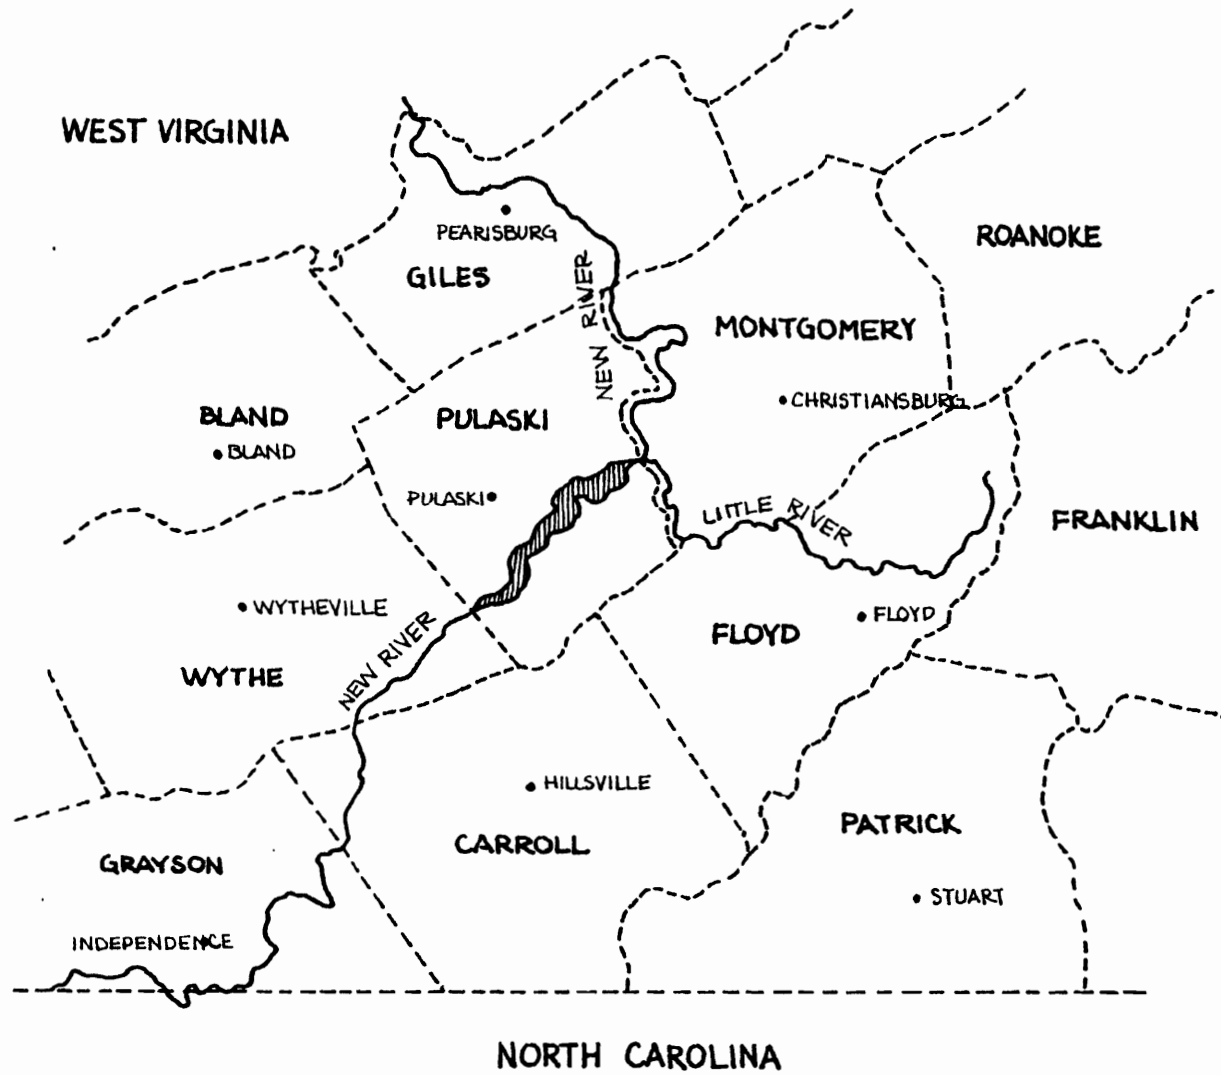 WEST VIRGINIA
PEARISBURG
GILES
NEW RIVER
ROANOKE
MONTGOMERY
NEW
CHRISTIANSBURG
BLAND
BLAND
PULASKI
PULASKI
LITTLE RIVER
FRANKLIN
WYTHEVILLE
WYTHE
NEW RIVER
FLOYD
FLOYD
HILLSVILLE
CARROLL
PATRICK
STUART
GRAYSON
INDEPENDENCE
NORTH CAROLINA